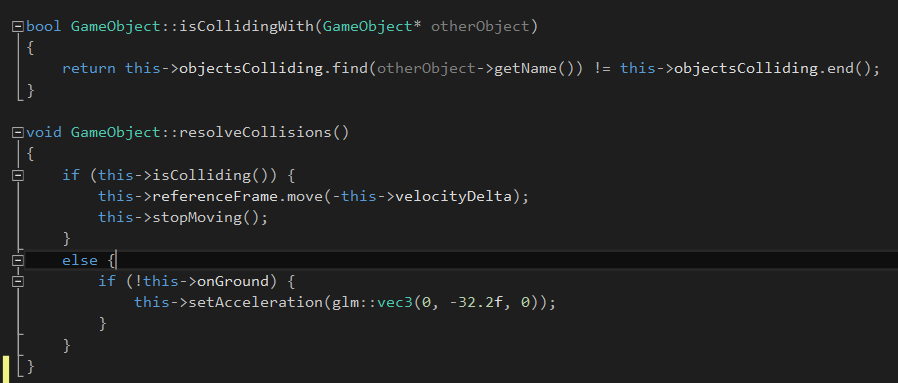 bool GameObject::isCollidingWith(GameObject* otherObject)
{
    return this->objectsColliding.find(otherObject->getName()) != this->objectsColliding.end();
}
void GameObject::resolveCollisions()
{
    if (this->isColliding()) {
        this->referenceFrame.move(-this->velocityDelta);
        this->stopMoving();
    }
    else {
        if (!this->onGround) {
            this->setAcceleration(glm::vec3(0, -32.2f, 0));
        }
    }
}